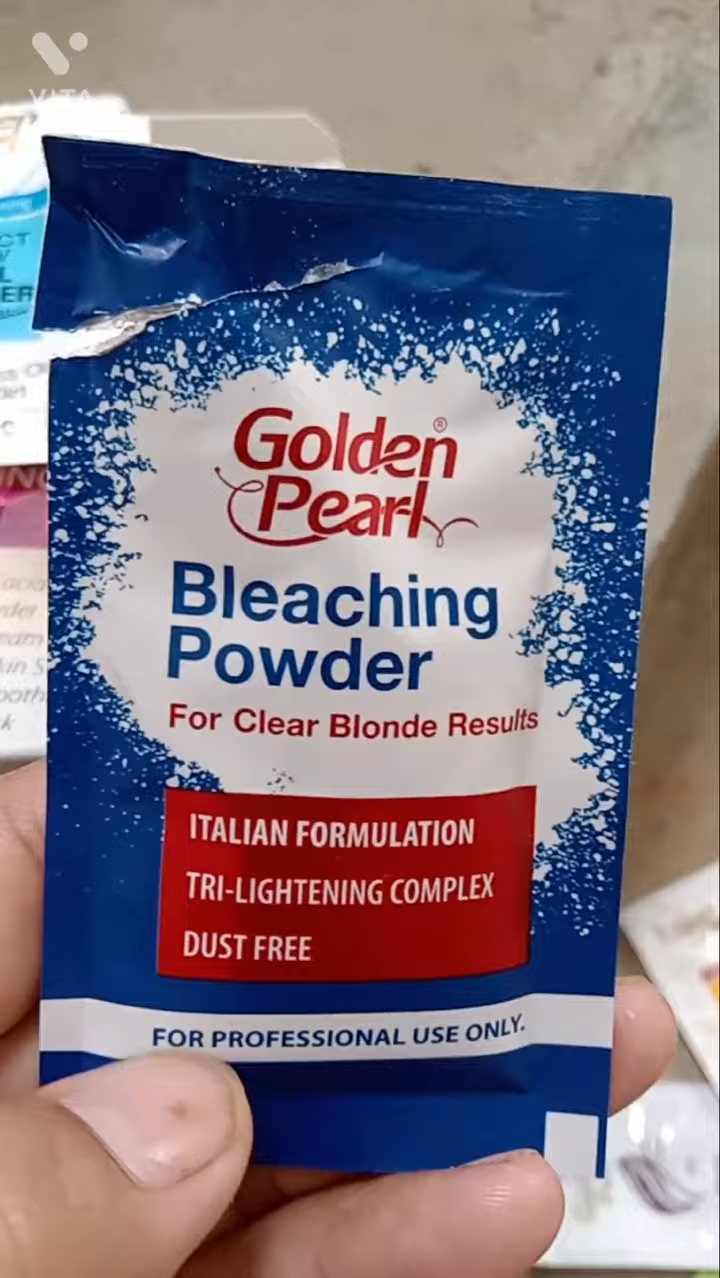 VITA
Golden®
Pearl
Bleaching
Powder
For Clear Blonde Results
ITALIAN FORMULATION
TRI-LIGHTENING COMPLEX
DUST FREE
FOR PROFESSIONAL USE ONLY.